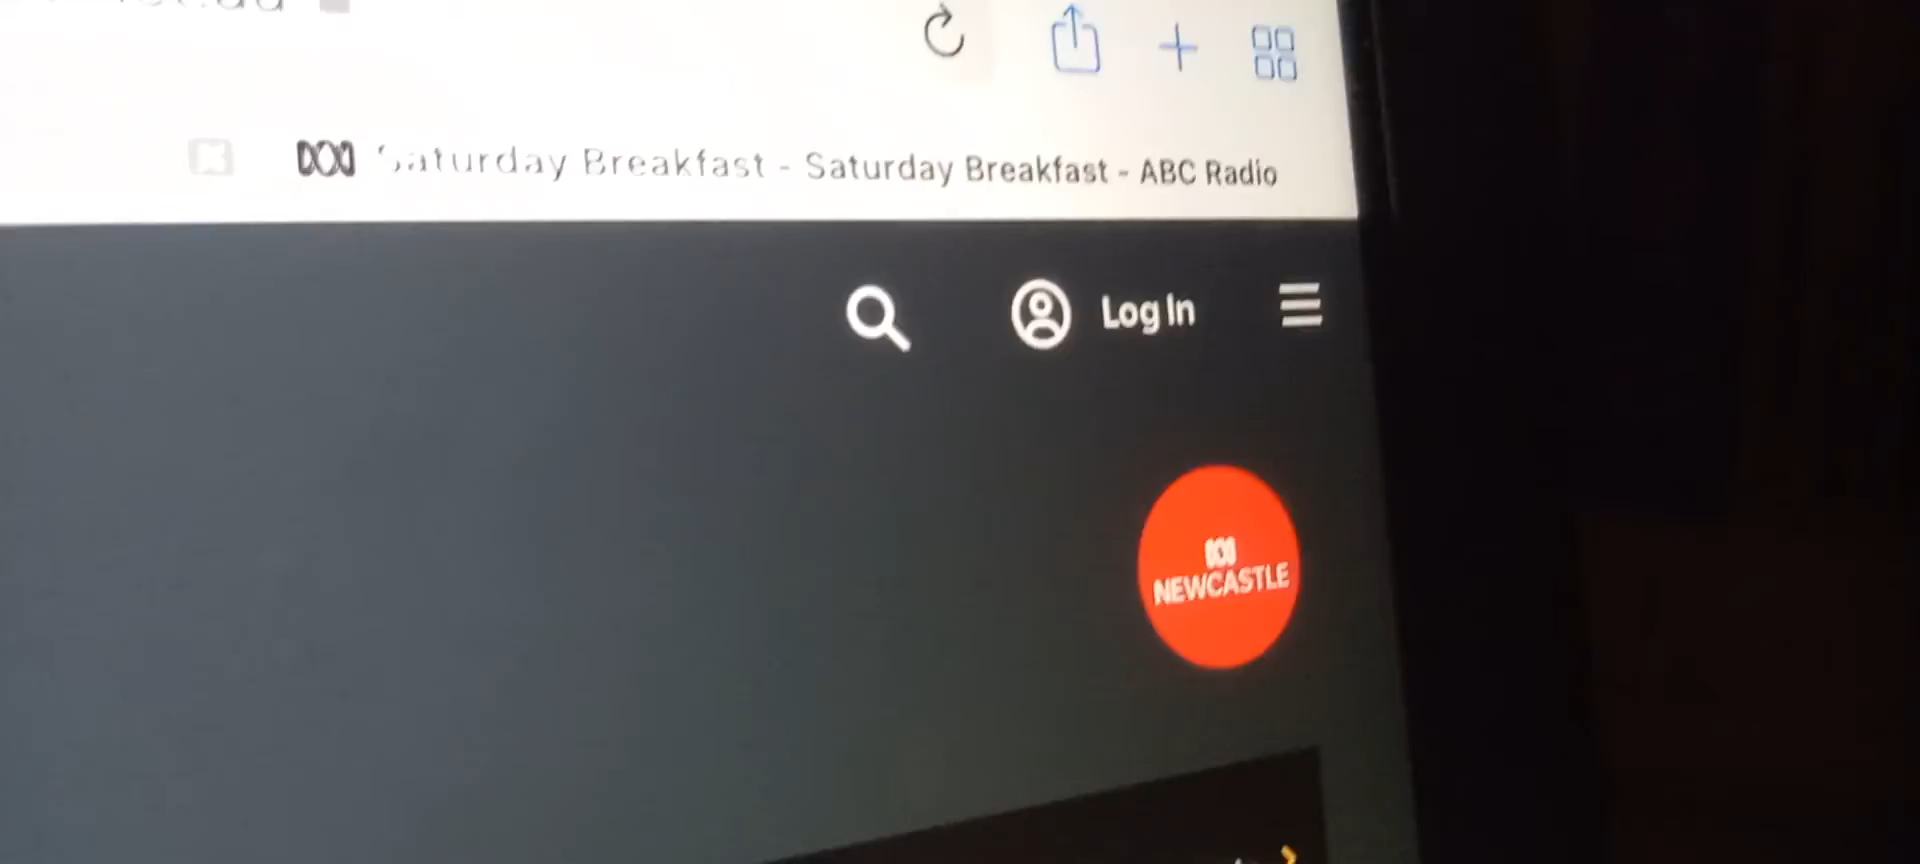 Saturday Breakfast - Saturday Breakfast - ABC Radio
Log In
NEWCASTLE